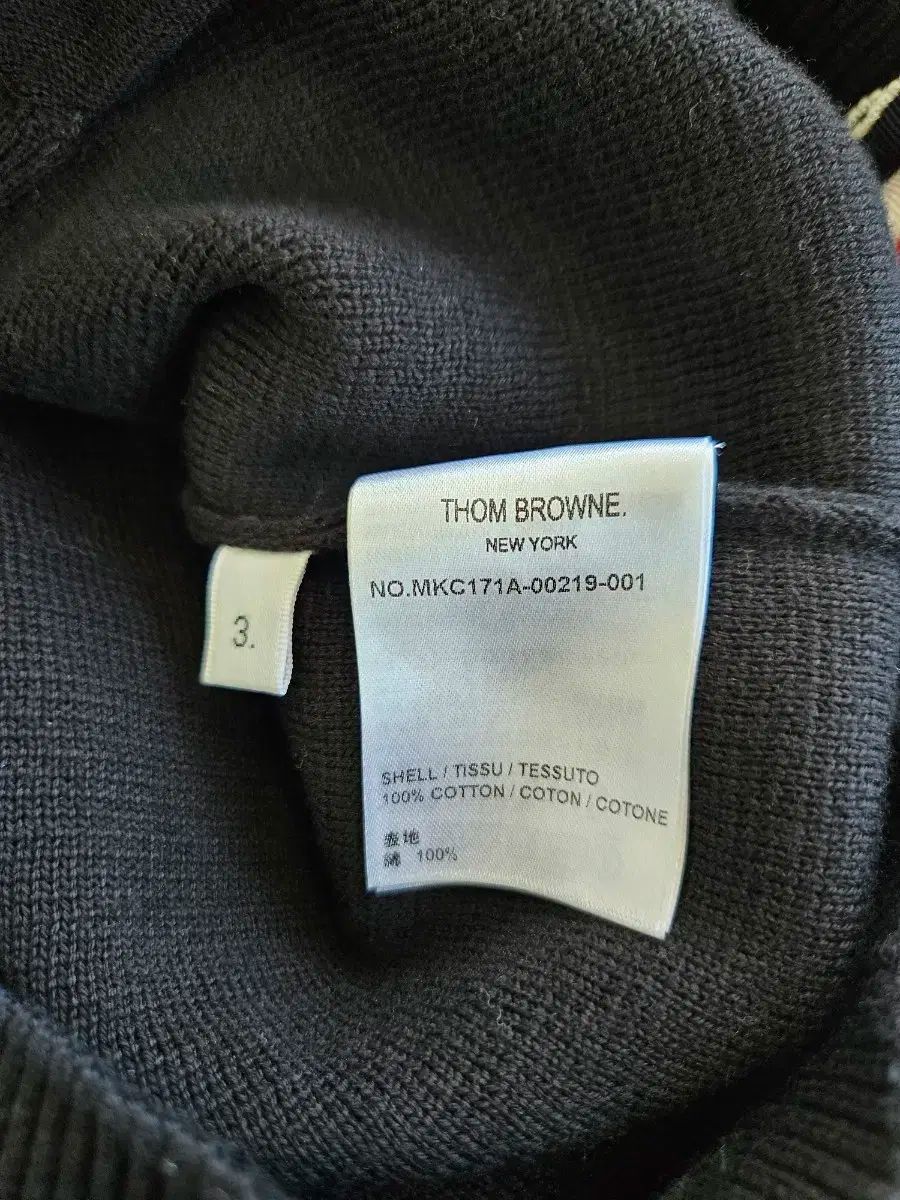 THOM BROWNE.
NEW YORK
NO.MKC171A-00219-001
3.
SHELL / TISSU / TESSUTO
100% COTTON / COTON / COTONE
表地
綿 100%